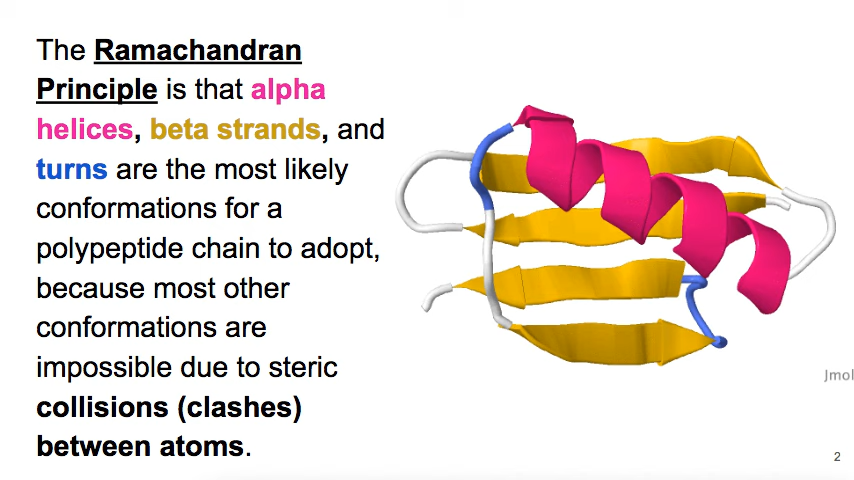 The Ramachandran
Principle is that alpha
helices, beta strands, and
turns are the most likely
conformations for a
polypeptide chain to adopt,
because most other
conformations are
impossible due to steric
collisions (clashes)
between atoms.
Jmol
2